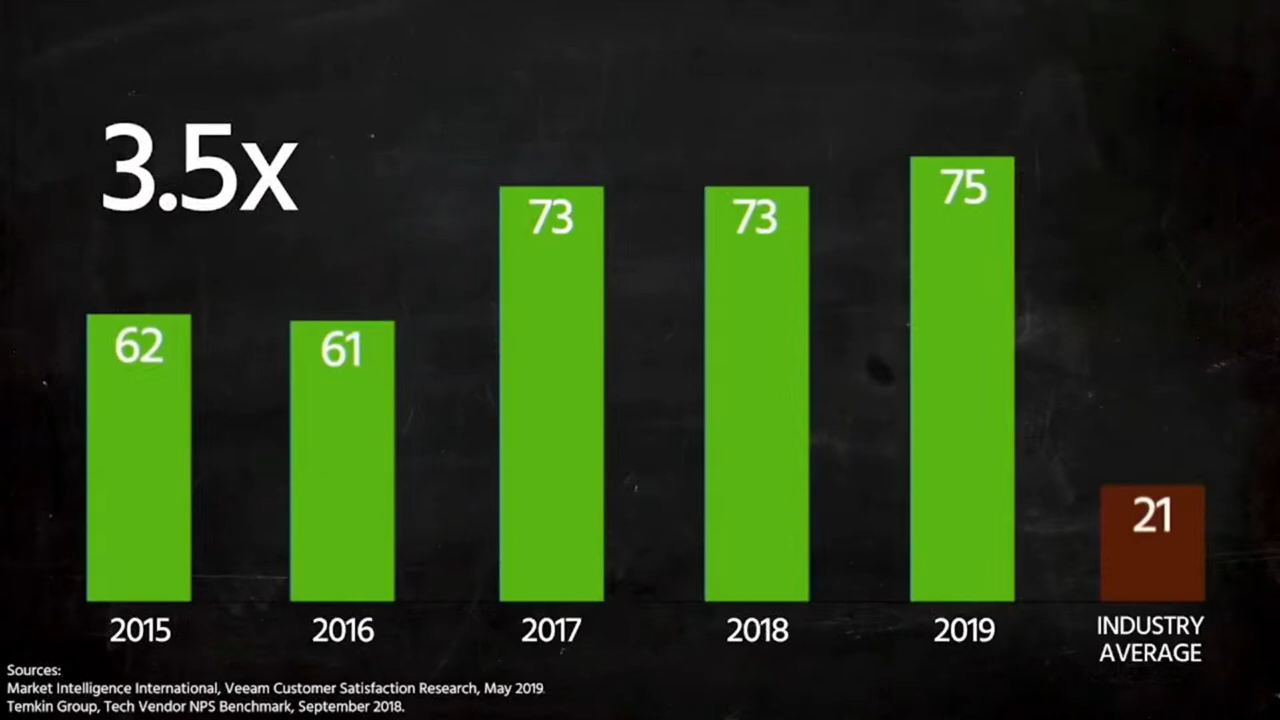 3.5x
62
61
73
73
75
21
2015
2016
2017
2018
2019
INDUSTRY
AVERAGE
Sources:
Market Intelligence International, Veeam Customer Satisfaction Research, May 2019.
Temkin Group, Tech Vendor NPS Benchmark, September 2018.